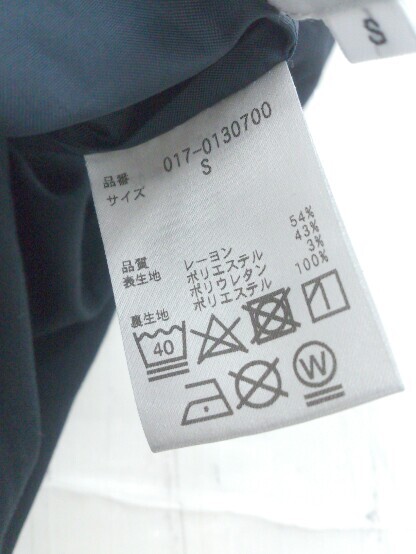 S
品番 017-0130700
サイズ S
品質
表生地 レーヨン 54%
ポリエステル 43%
ポリウレタン 3%
裏生地 ポリエステル 100%
40
W